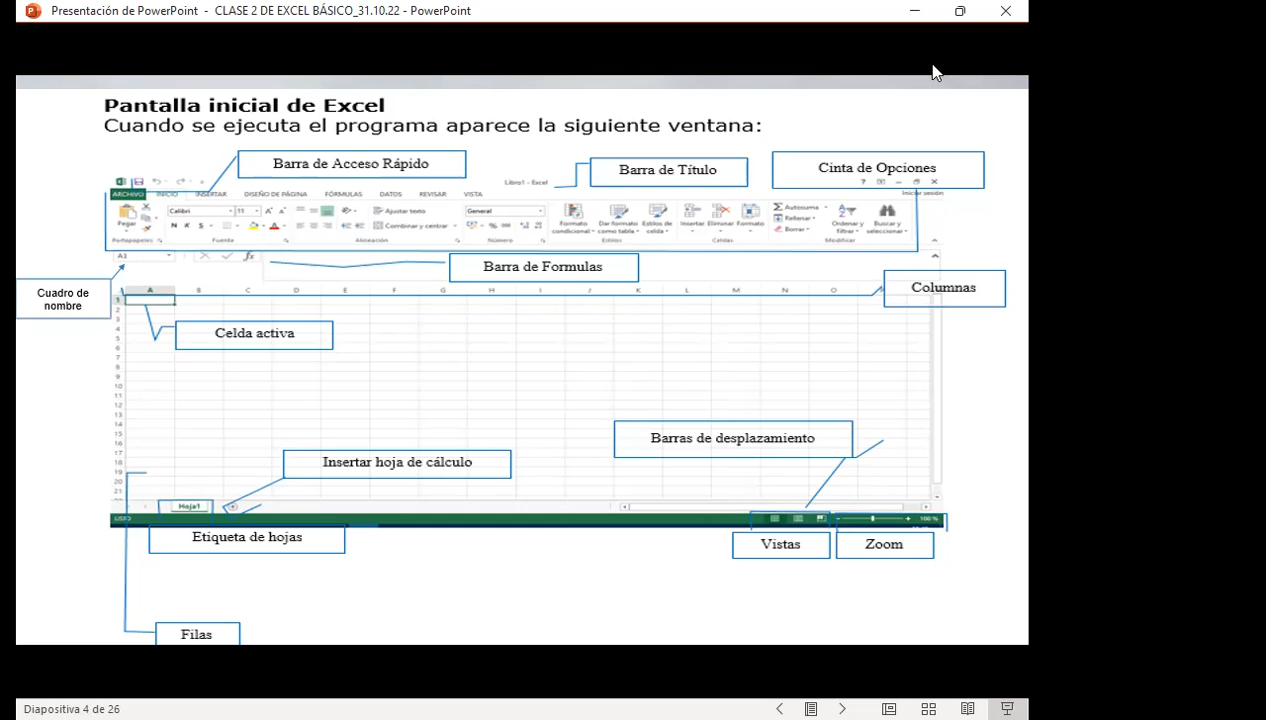 Presentación de PowerPoint - CLASE 2 DE EXCEL BÁSICO_31.10.22 - PowerPoint
Pantalla inicial de Excel
Cuando se ejecuta el programa aparece la siguiente ventana:
Barra de Acceso Rápido
Barra de Título
Cinta de Opciones
Libro1 - Excel
?
ARCHIVO INICIO INSERTAR DISEÑO DE PÁGINA FÓRMULAS DATOS REVISAR VISTA
Iniciar sesión
Pegar
Portapapeles
Calibri 11
N K S
Fuente
Ajustar texto
Combinar y centrar
Alineación
General
% 000
Número
Formato condicional
Dar formato como tabla
Estilos de celda
Estilos
Insertar Eliminar Formato
Celdas
Autosuma
Rellenar
Borrar
Ordenar y filtrar
Buscar y seleccionar
Modificar
A1
fx
Barra de Formulas
Cuadro de
nombre
Columnas
A B C D E F G H I J K L M N O
1
2
3
4
5
6
7
8
9
10
11
12
13
14
15
16
17
18
19
20
21
Celda activa
Barras de desplazamiento
Insertar hoja de cálculo
Hoja1
LISTO
100 %
Etiqueta de hojas
Vistas
Zoom
Filas
Diapositiva 4 de 26